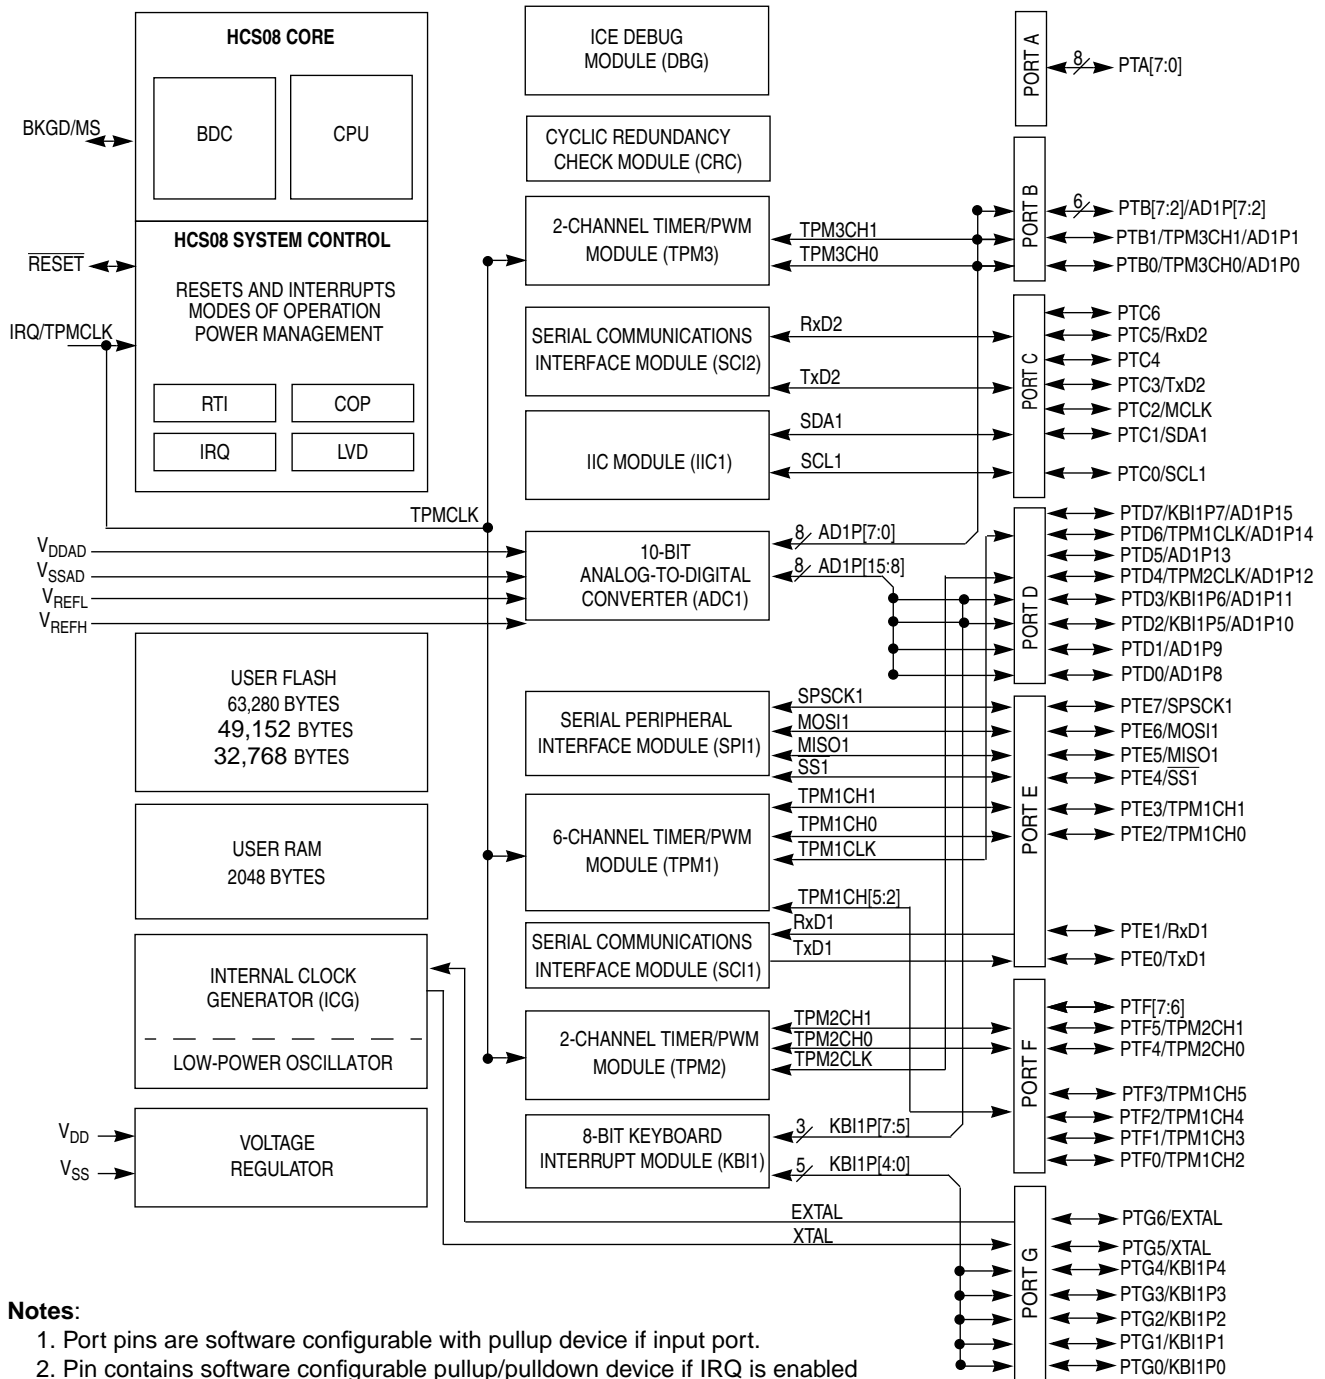 HCS08 CORE
BDC
CPU
BKGD/MS
HCS08 SYSTEM CONTROL
RESET
RESETS AND INTERRUPTS
MODES OF OPERATION
POWER MANAGEMENT
IRQ/TPMCLK
RTI
COP
IRQ
LVD
TPMCLK
VDDAD
VSSAD
VREFL
VREFH
USER FLASH
63,280 BYTES
49,152 BYTES
32,768 BYTES
USER RAM
2048 BYTES
INTERNAL CLOCK
GENERATOR (ICG)
LOW-POWER OSCILLATOR
VDD
VSS
VOLTAGE
REGULATOR
ICE DEBUG
MODULE (DBG)
CYCLIC REDUNDANCY
CHECK MODULE (CRC)
2-CHANNEL TIMER/PWM
MODULE (TPM3)
TPM3CH1
TPM3CH0
SERIAL COMMUNICATIONS
INTERFACE MODULE (SCI2)
RxD2
TxD2
IIC MODULE (IIC1)
SDA1
SCL1
10-BIT
ANALOG-TO-DIGITAL
CONVERTER (ADC1)
8 AD1P[7:0]
8 AD1P[15:8]
SERIAL PERIPHERAL
INTERFACE MODULE (SPI1)
SPSCK1
MOSI1
MISO1
SS1
6-CHANNEL TIMER/PWM
MODULE (TPM1)
TPM1CH1
TPM1CH0
TPM1CLK
TPM1CH[5:2]
SERIAL COMMUNICATIONS
INTERFACE MODULE (SCI1)
RxD1
TxD1
2-CHANNEL TIMER/PWM
MODULE (TPM2)
TPM2CH1
TPM2CH0
TPM2CLK
8-BIT KEYBOARD
INTERRUPT MODULE (KBI1)
3 KBI1P[7:5]
5 KBI1P[4:0]
EXTAL
XTAL
PORT A
8 PTA[7:0]
PORT B
6 PTB[7:2]/AD1P[7:2]
PTB1/TPM3CH1/AD1P1
PTB0/TPM3CH0/AD1P0
PORT C
PTC6
PTC5/RxD2
PTC4
PTC3/TxD2
PTC2/MCLK
PTC1/SDA1
PTC0/SCL1
PORT D
PTD7/KBI1P7/AD1P15
PTD6/TPM1CLK/AD1P14
PTD5/AD1P13
PTD4/TPM2CLK/AD1P12
PTD3/KBI1P6/AD1P11
PTD2/KBI1P5/AD1P10
PTD1/AD1P9
PTD0/AD1P8
PORT E
PTE7/SPSCK1
PTE6/MOSI1
PTE5/MISO1
PTE4/SS1
PTE3/TPM1CH1
PTE2/TPM1CH0
PTE1/RxD1
PTE0/TxD1
PORT F
PTF[7:6]
PTF5/TPM2CH1
PTF4/TPM2CH0
PTF3/TPM1CH5
PTF2/TPM1CH4
PTF1/TPM1CH3
PTF0/TPM1CH2
PORT G
PTG6/EXTAL
PTG5/XTAL
PTG4/KBI1P4
PTG3/KBI1P3
PTG2/KBI1P2
PTG1/KBI1P1
PTG0/KBI1P0
Notes:
1. Port pins are software configurable with pullup device if input port.
2. Pin contains software configurable pullup/pulldown device if IRQ is enabled